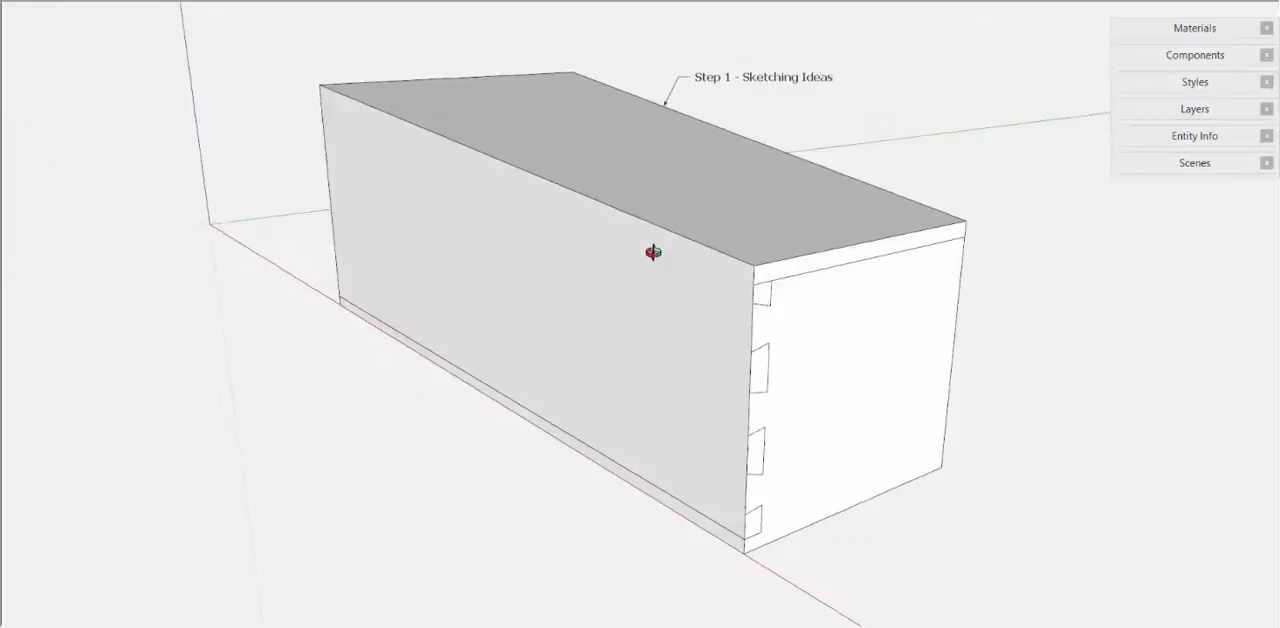 Step 1 - Sketching Ideas
Materials
Components
Styles
Layers
Entity Info
Scenes